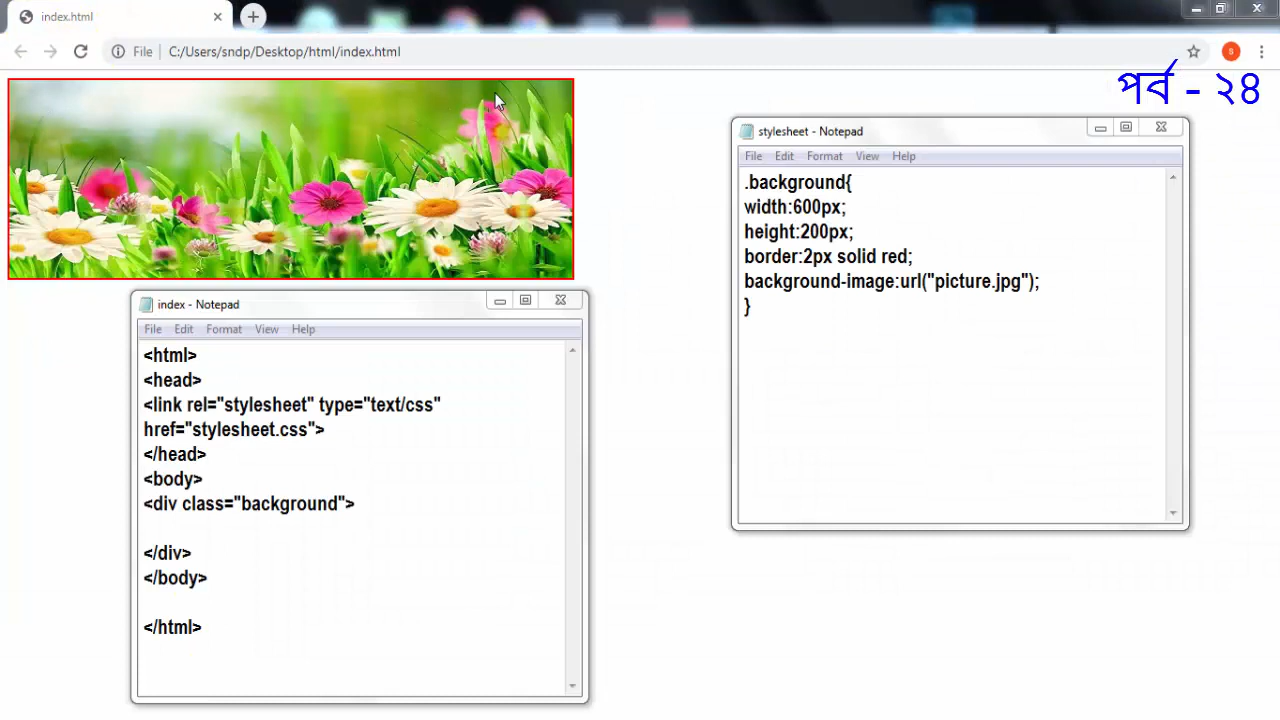 index.html
File
C:/Users/sndp/Desktop/html/index.html
8
পর্ব - ২৪
stylesheet - Notepad
File Edit Format View Help
.background{
width:600px;
height:200px;
border:2px solid red;
background-image:url("picture.jpg");
}
index - Notepad
File Edit Format View Help
<html>
<head>
<link rel="stylesheet" type="text/css"
href="stylesheet.css">
</head>
<body>
<div class="background">
</div>
</body>
</html>